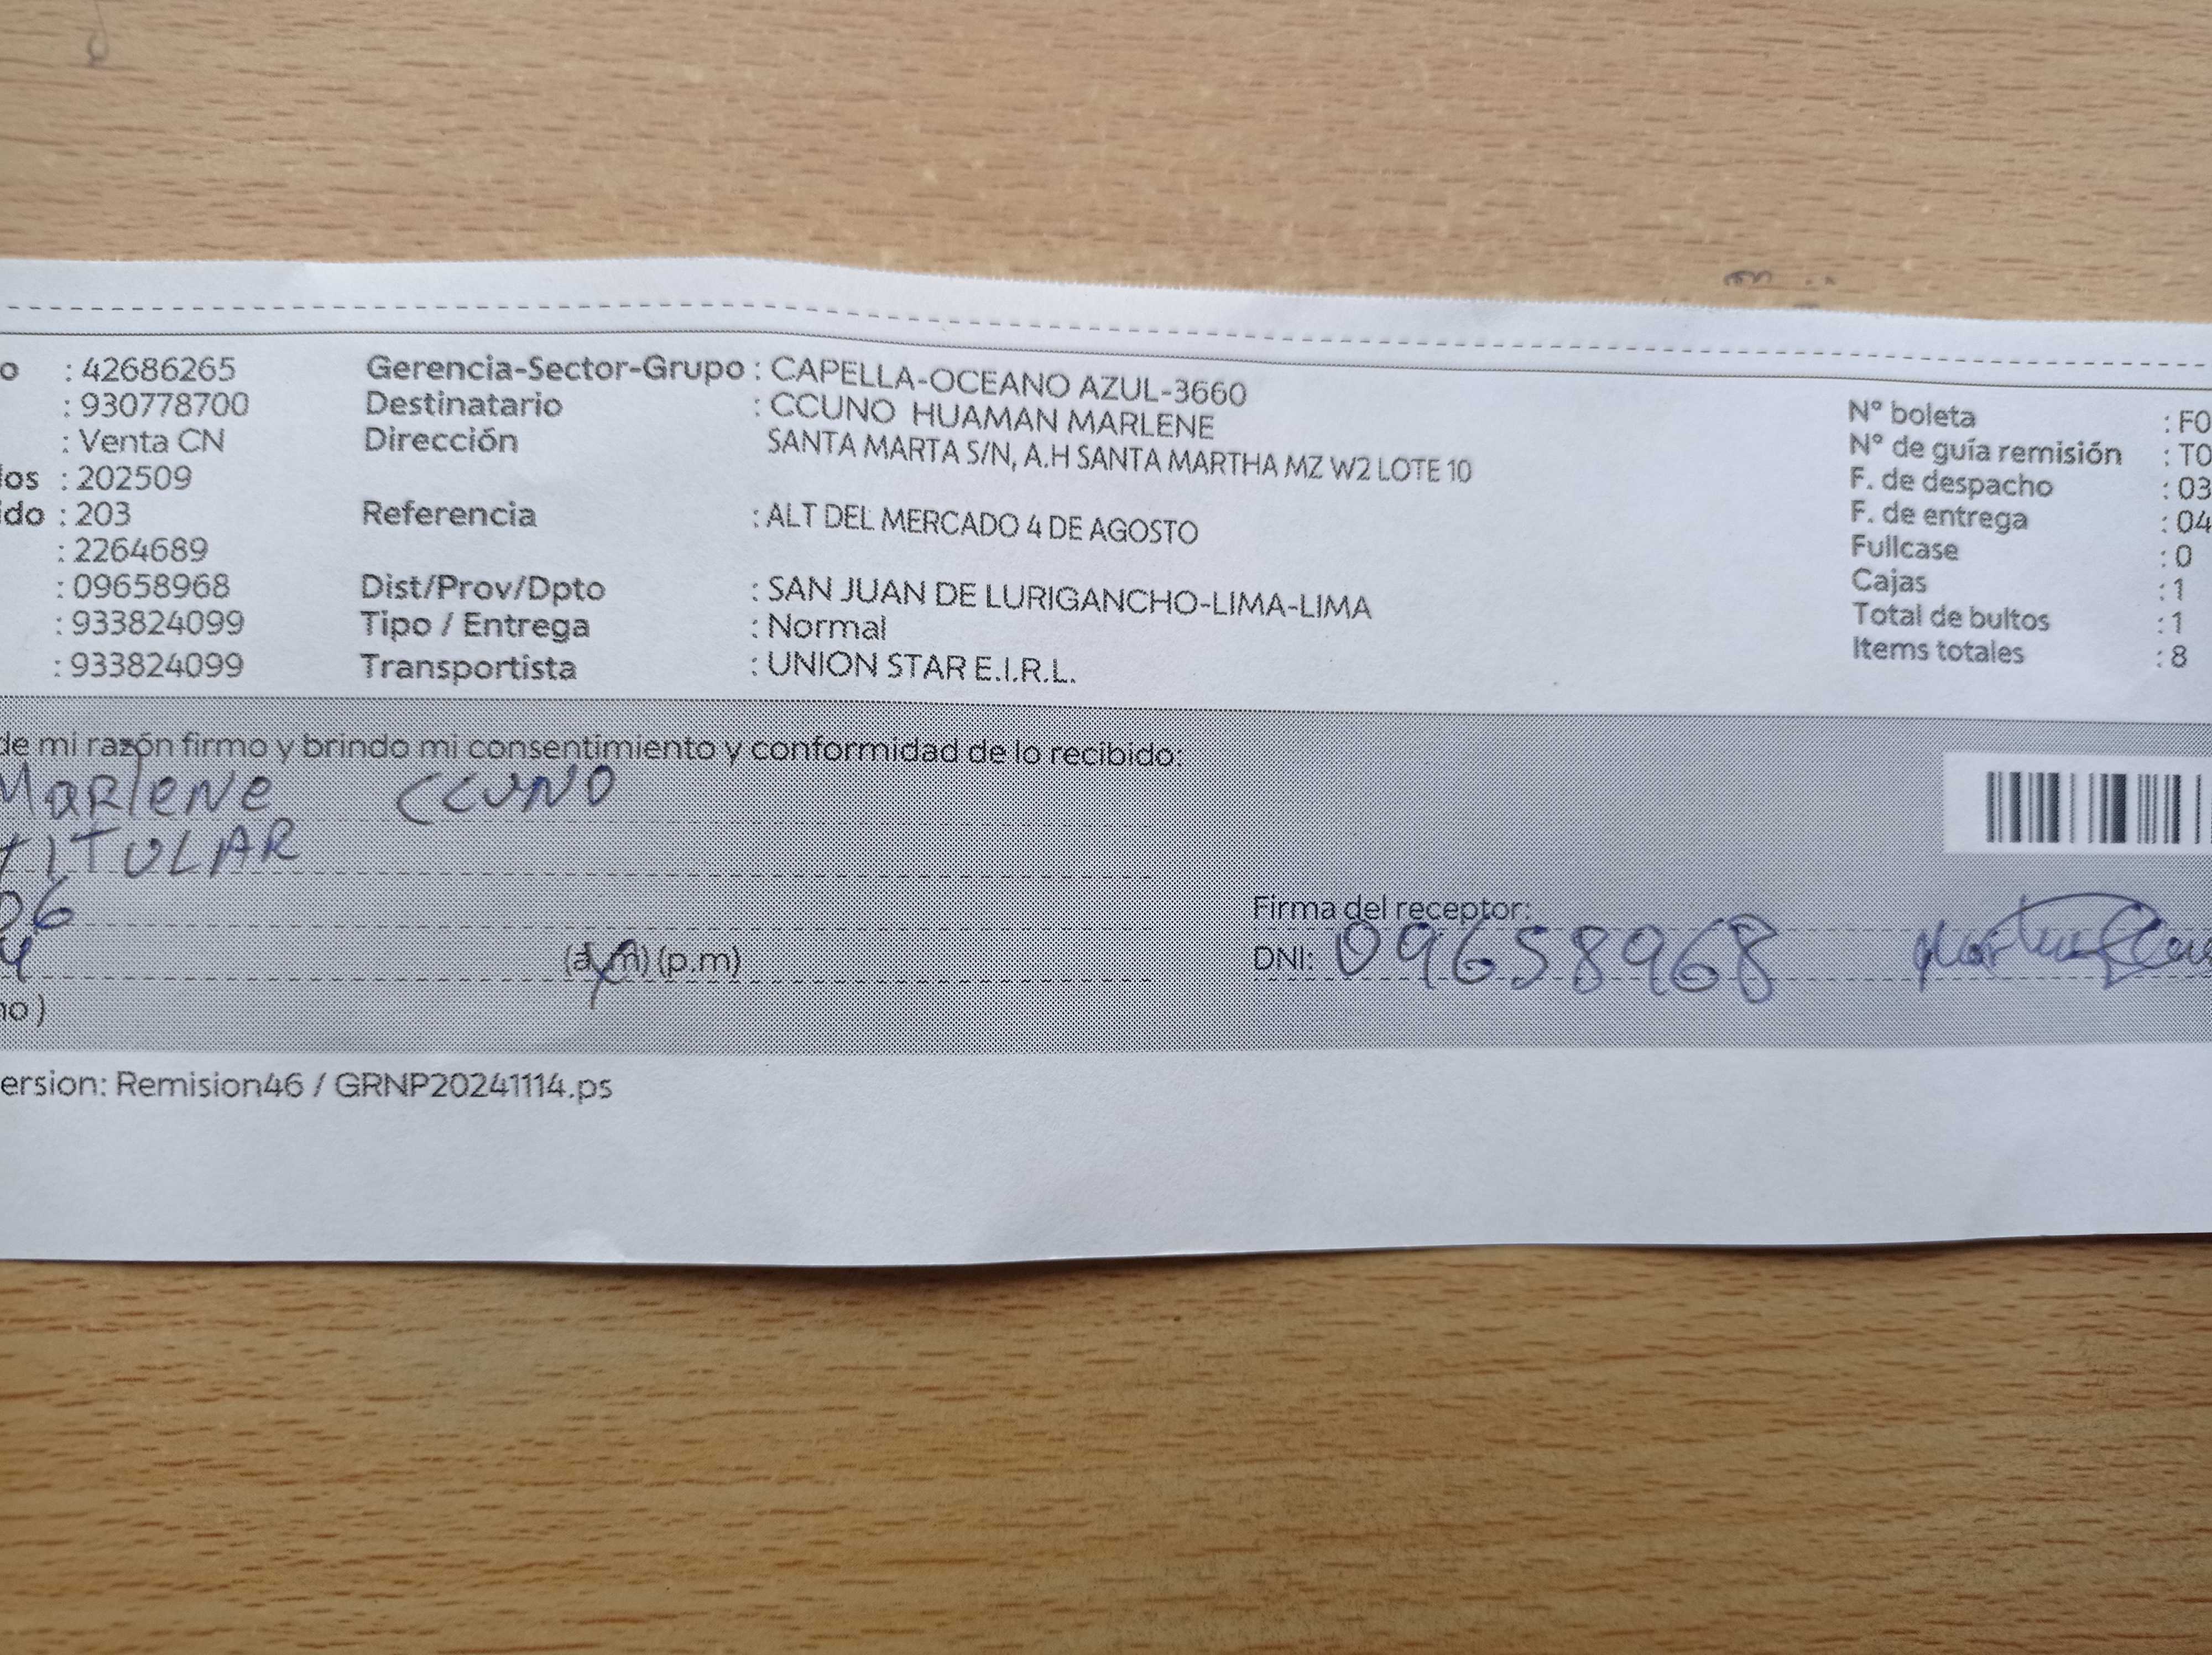 o : 42686265 Gerencia-Sector-Grupo : CAPELLA-OCEANO AZUL-3660
: 930778700 Destinatario : CCUNO HUAMAN MARLENE
: Venta CN Dirección SANTA MARTA S/N, A.H SANTA MARTHA MZ W2 LOTE 10
los : 202509
ido : 203 Referencia : ALT DEL MERCADO 4 DE AGOSTO
: 2264689
: 09658968 Dist/Prov/Dpto : SAN JUAN DE LURIGANCHO-LIMA-LIMA
: 933824099 Tipo / Entrega : Normal
: 933824099 Transportista : UNION STAR E.I.R.L.
N° boleta : F0
N° de guía remisión : T0
F. de despacho : 03
F. de entrega : 04
Fullcase : 0
Cajas : 1
Total de bultos : 1
Items totales : 8
de mi razón firmo y brindo mi consentimiento y conformidad de lo recibido:
MARleNe CCUNO
TITULAR
06
Firma del receptor:
4 (a.m) (p.m) DNI: 09658968
no )
ersion: Remision46 / GRNP20241114.ps